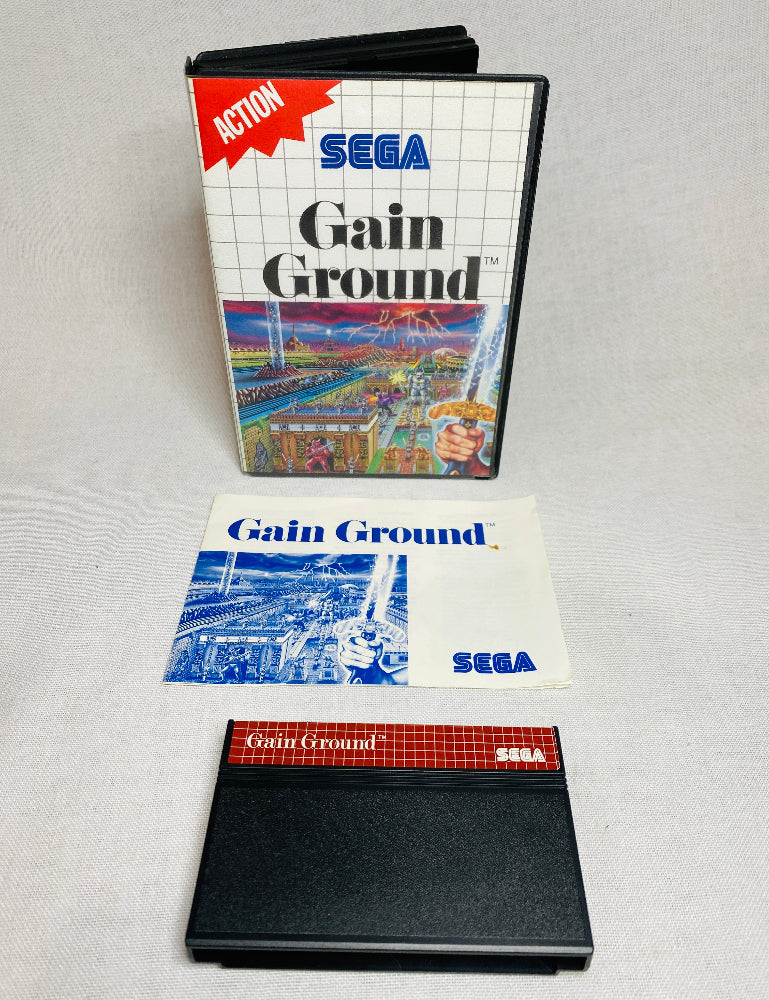 ACTION
SEGA
Gain
Ground™
Gain Ground™
SEGA
Gain Ground™
SEGA